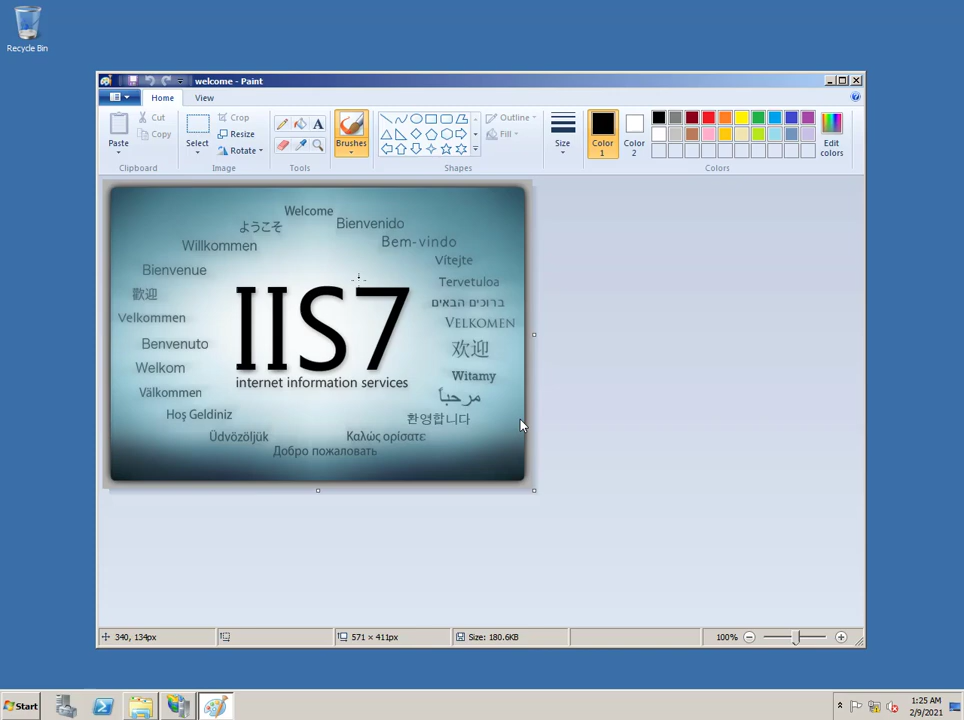 Recycle Bin
welcome - Paint
Home View
Paste
Cut
Copy
Clipboard
Select
Crop
Resize
Rotate
Image
A
Tools
Brushes
Outline
Fill
Shapes
Size
Color 1
Color 2
Edit colors
Colors
Welcome
ようこそ
Bienvenido
Willkommen
Bem-vindo
Vítejte
Bienvenue
Tervetuloa
歡迎
ברוכים הבאים
Velkommen
VELKOMEN
Benvenuto
欢迎
Welkom
Witamy
Välkommen
مرحباً
Hoş Geldiniz
환영합니다
Üdvözöljük
Καλώς ορίσατε
Добро пожаловать
IIS7
internet information services
340, 134px
571 × 411px
Size: 180.6KB
100%
Start
1:25 AM
2/9/2021